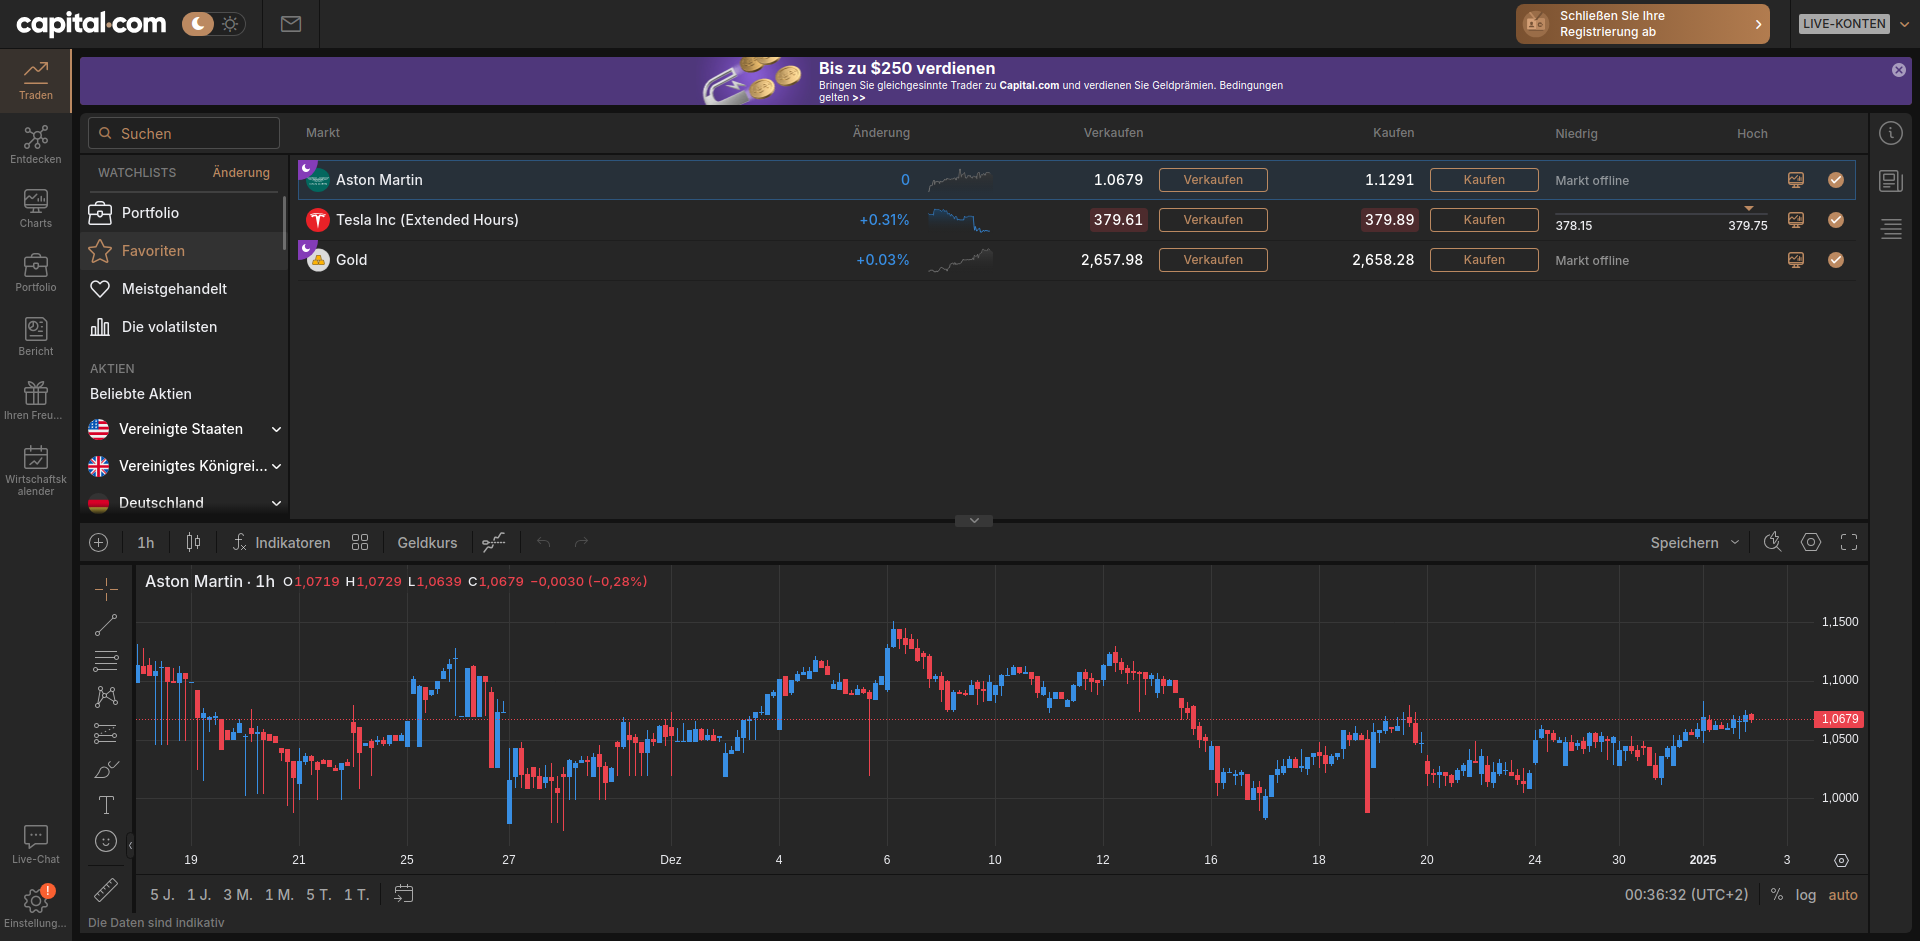 capital.com
Schließen Sie Ihre
Registrierung ab
LIVE-KONTEN
Traden
Entdecken
Charts
Portfolio
Bericht
Ihren Freu...
Wirtschaftsk
alender
Live-Chat
!
Einstellung...
Bis zu $250 verdienen
Bringen Sie gleichgesinnte Trader zu Capital.com und verdienen Sie Geldprämien. Bedingungen
gelten >>
Suchen
WATCHLISTS Änderung
Portfolio
Favoriten
Meistgehandelt
Die volatilsten
AKTIEN
Beliebte Aktien
Vereinigte Staaten
Vereinigtes Königrei...
Deutschland
Markt Änderung Verkaufen Kaufen Niedrig Hoch
Aston Martin 0 1.0679 Verkaufen 1.1291 Kaufen Markt offline
Tesla Inc (Extended Hours) +0.31% 379.61 Verkaufen 379.89 Kaufen 378.15 379.75
Gold +0.03% 2,657.98 Verkaufen 2,658.28 Kaufen Markt offline
1h Indikatoren Geldkurs Speichern
Aston Martin · 1h O1,0719 H1,0729 L1,0639 C1,0679 −0,0030 (−0,28%)
1,1500
1,1000
1,0679
1,0500
1,0000
19 21 25 27 Dez 4 6 10 12 16 18 20 24 30 2025 3
5 J. 1 J. 3 M. 1 M. 5 T. 1 T. 00:36:32 (UTC+2) % log auto
Die Daten sind indikativ